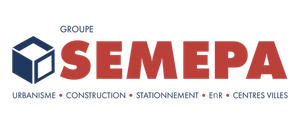 GROUPE
SEMEPA
URBANISME • CONSTRUCTION • STATIONNEMENT • EnR • CENTRES VILLES